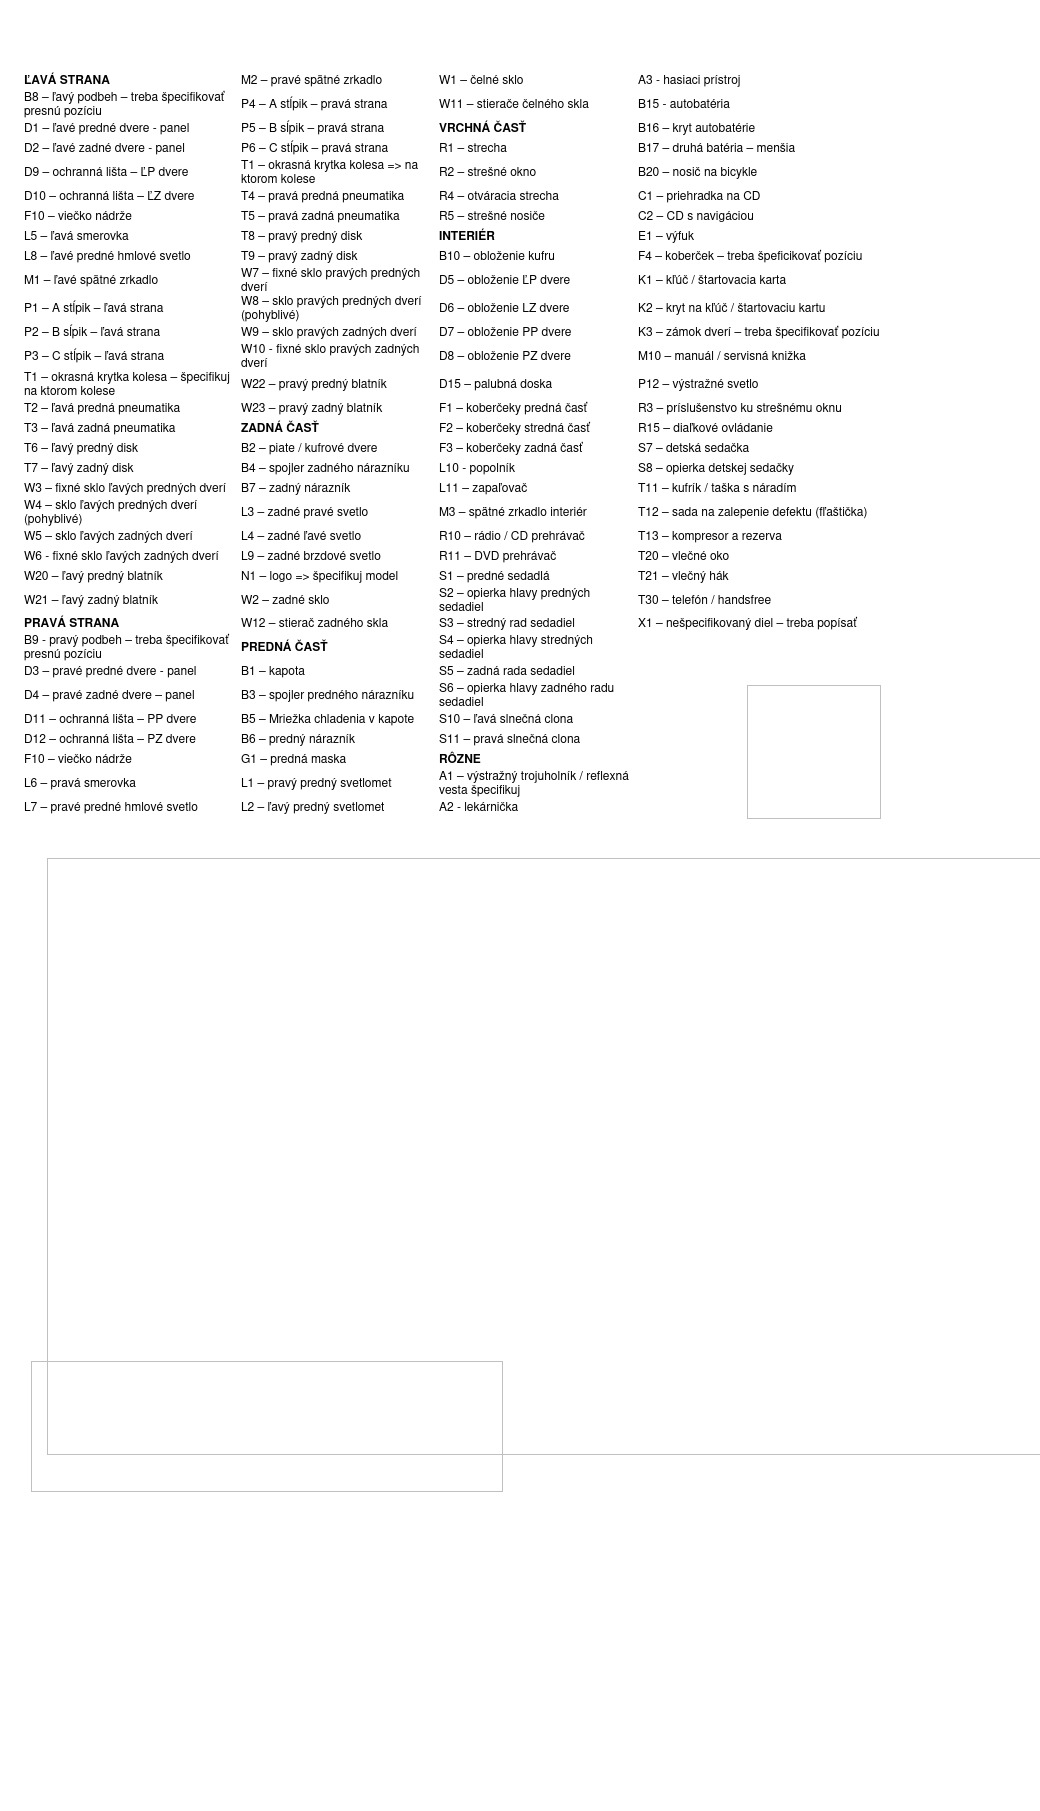 ĽAVÁ STRANA
B8 – ľavý podbeh – treba špecifikovať
presnú pozíciu
D1 – ľavé predné dvere - panel
D2 – ľavé zadné dvere - panel
D9 – ochranná lišta – ĽP dvere
D10 – ochranná lišta – ĽZ dvere
F10 – viečko nádrže
L5 – ľavá smerovka
L8 – ľavé predné hmlové svetlo
M1 – ľavé spätné zrkadlo
P1 – A stĺpik – ľavá strana
P2 – B sĺpik – ľavá strana
P3 – C stĺpik – ľavá strana
T1 – okrasná krytka kolesa – špecifikuj
na ktorom kolese
T2 – ľavá predná pneumatika
T3 – ľavá zadná pneumatika
T6 – ľavý predný disk
T7 – ľavý zadný disk
W3 – fixné sklo ľavých predných dverí
W4 – sklo ľavých predných dverí
(pohyblivé)
W5 – sklo ľavých zadných dverí
W6 - fixné sklo ľavých zadných dverí
W20 – ľavý predný blatník
W21 – ľavý zadný blatník
PRAVÁ STRANA
B9 - pravý podbeh – treba špecifikovať
presnú pozíciu
D3 – pravé predné dvere - panel
D4 – pravé zadné dvere – panel
D11 – ochranná lišta – PP dvere
D12 – ochranná lišta – PZ dvere
F10 – viečko nádrže
L6 – pravá smerovka
L7 – pravé predné hmlové svetlo
M2 – pravé spätné zrkadlo
P4 – A stĺpik – pravá strana
P5 – B sĺpik – pravá strana
P6 – C stĺpik – pravá strana
T1 – okrasná krytka kolesa => na
ktorom kolese
T4 – pravá predná pneumatika
T5 – pravá zadná pneumatika
T8 – pravý predný disk
T9 – pravý zadný disk
W7 – fixné sklo pravých predných
dverí
W8 – sklo pravých predných dverí
(pohyblivé)
W9 – sklo pravých zadných dverí
W10 - fixné sklo pravých zadných
dverí
W22 – pravý predný blatník
W23 – pravý zadný blatník
ZADNÁ ČASŤ
B2 – piate / kufrové dvere
B4 – spojler zadného nárazníku
B7 – zadný nárazník
L3 – zadné pravé svetlo
L4 – zadné ľavé svetlo
L9 – zadné brzdové svetlo
N1 – logo => špecifikuj model
W2 – zadné sklo
W12 – stierač zadného skla
PREDNÁ ČASŤ
B1 – kapota
B3 – spojler predného nárazníku
B5 – Mriežka chladenia v kapote
B6 – predný nárazník
G1 – predná maska
L1 – pravý predný svetlomet
L2 – ľavý predný svetlomet
W1 – čelné sklo
W11 – stierače čelného skla
VRCHNÁ ČASŤ
R1 – strecha
R2 – strešné okno
R4 – otváracia strecha
R5 – strešné nosiče
INTERIÉR
B10 – obloženie kufru
D5 – obloženie ĽP dvere
D6 – obloženie LZ dvere
D7 – obloženie PP dvere
D8 – obloženie PZ dvere
D15 – palubná doska
F1 – koberčeky predná časť
F2 – koberčeky stredná časť
F3 – koberčeky zadná časť
L10 - popolník
L11 – zapaľovač
M3 – spätné zrkadlo interiér
R10 – rádio / CD prehrávač
R11 – DVD prehrávač
S1 – predné sedadlá
S2 – opierka hlavy predných
sedadiel
S3 – stredný rad sedadiel
S4 – opierka hlavy stredných
sedadiel
S5 – zadná rada sedadiel
S6 – opierka hlavy zadného radu
sedadiel
S10 – ľavá slnečná clona
S11 – pravá slnečná clona
RÔZNE
A1 – výstražný trojuholník / reflexná
vesta špecifikuj
A2 - lekárnička
A3 - hasiaci prístroj
B15 - autobatéria
B16 – kryt autobatérie
B17 – druhá batéria – menšia
B20 – nosič na bicykle
C1 – priehradka na CD
C2 – CD s navigáciou
E1 – výfuk
F4 – koberček – treba špeficikovať pozíciu
K1 – kľúč / štartovacia karta
K2 – kryt na kľúč / štartovaciu kartu
K3 – zámok dverí – treba špecifikovať pozíciu
M10 – manuál / servisná knižka
P12 – výstražné svetlo
R3 – príslušenstvo ku strešnému oknu
R15 – diaľkové ovládanie
S7 – detská sedačka
S8 – opierka detskej sedačky
T11 – kufrík / taška s náradím
T12 – sada na zalepenie defektu (fľaštička)
T13 – kompresor a rezerva
T20 – vlečné oko
T21 – vlečný hák
T30 – telefón / handsfree
X1 – nešpecifikovaný diel – treba popísať